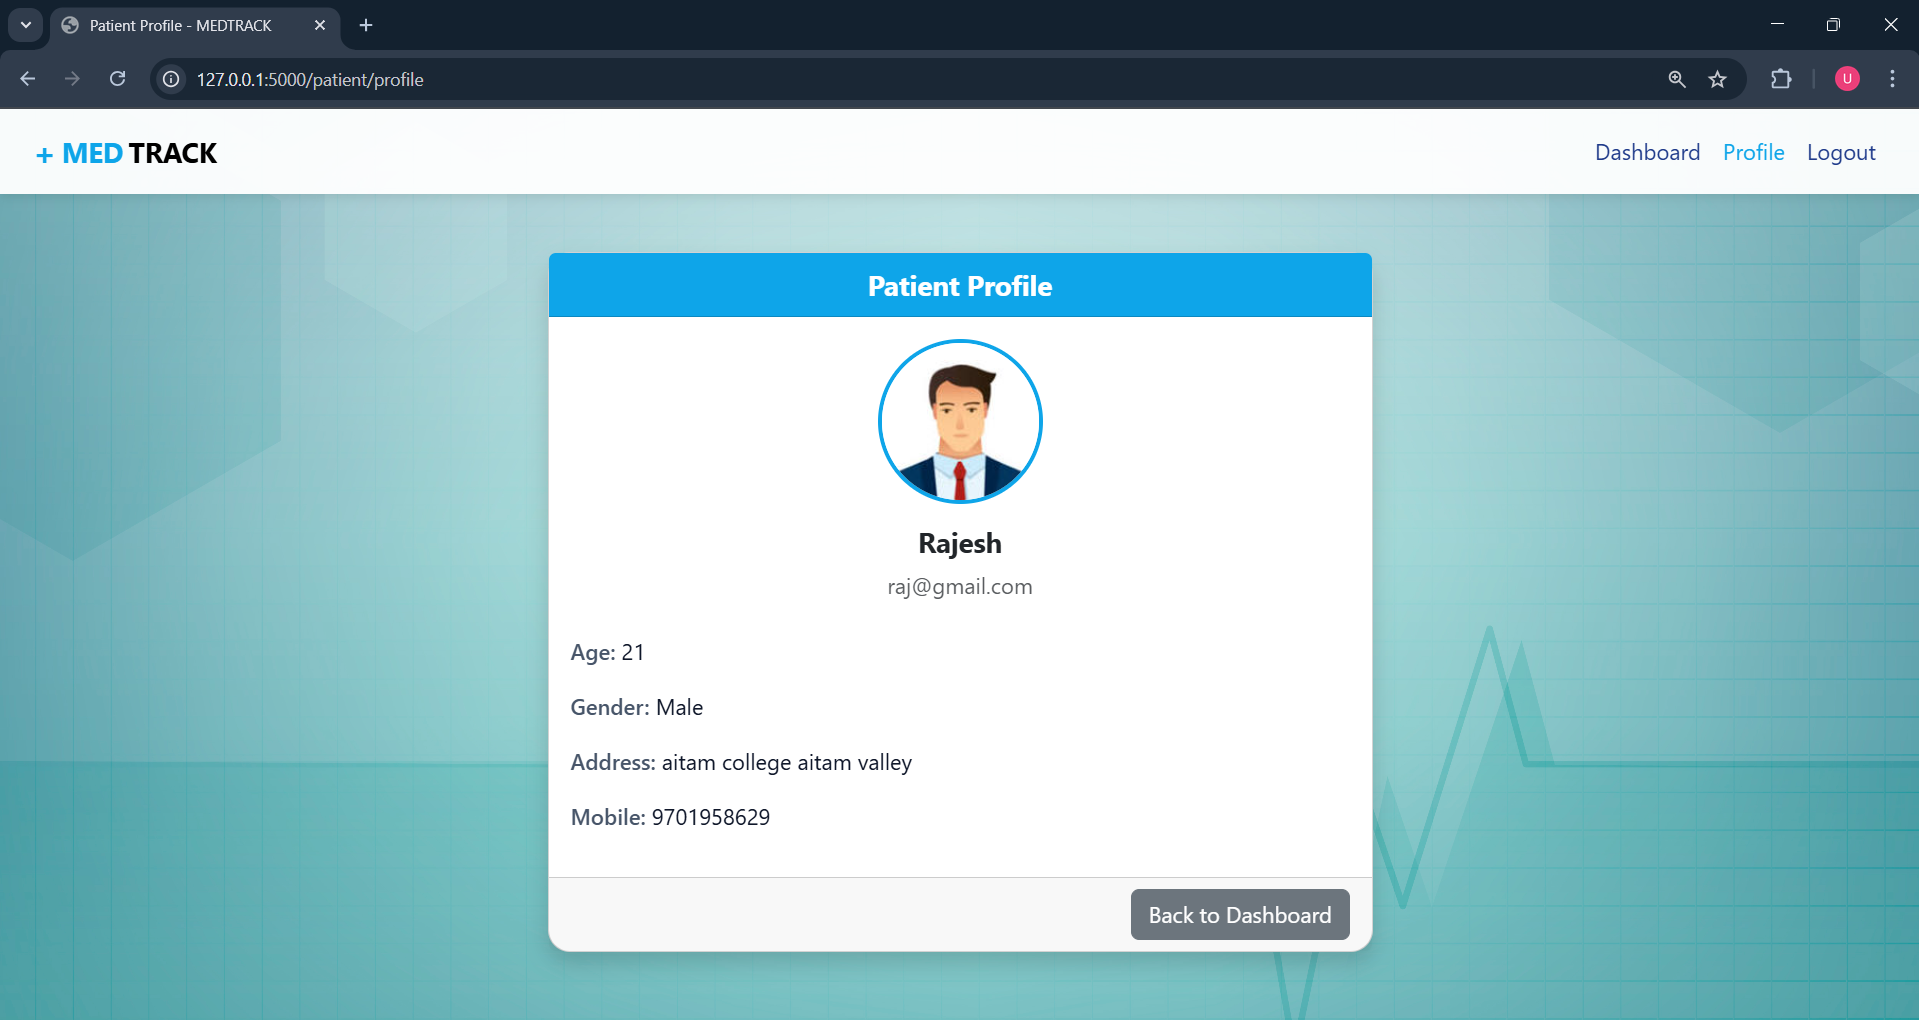 Patient Profile - MEDTRACK
127.0.0.1:5000/patient/profile
U
+ MED TRACK
Dashboard Profile Logout
Patient Profile
Rajesh
raj@gmail.com
Age: 21
Gender: Male
Address: aitam college aitam valley
Mobile: 9701958629
Back to Dashboard